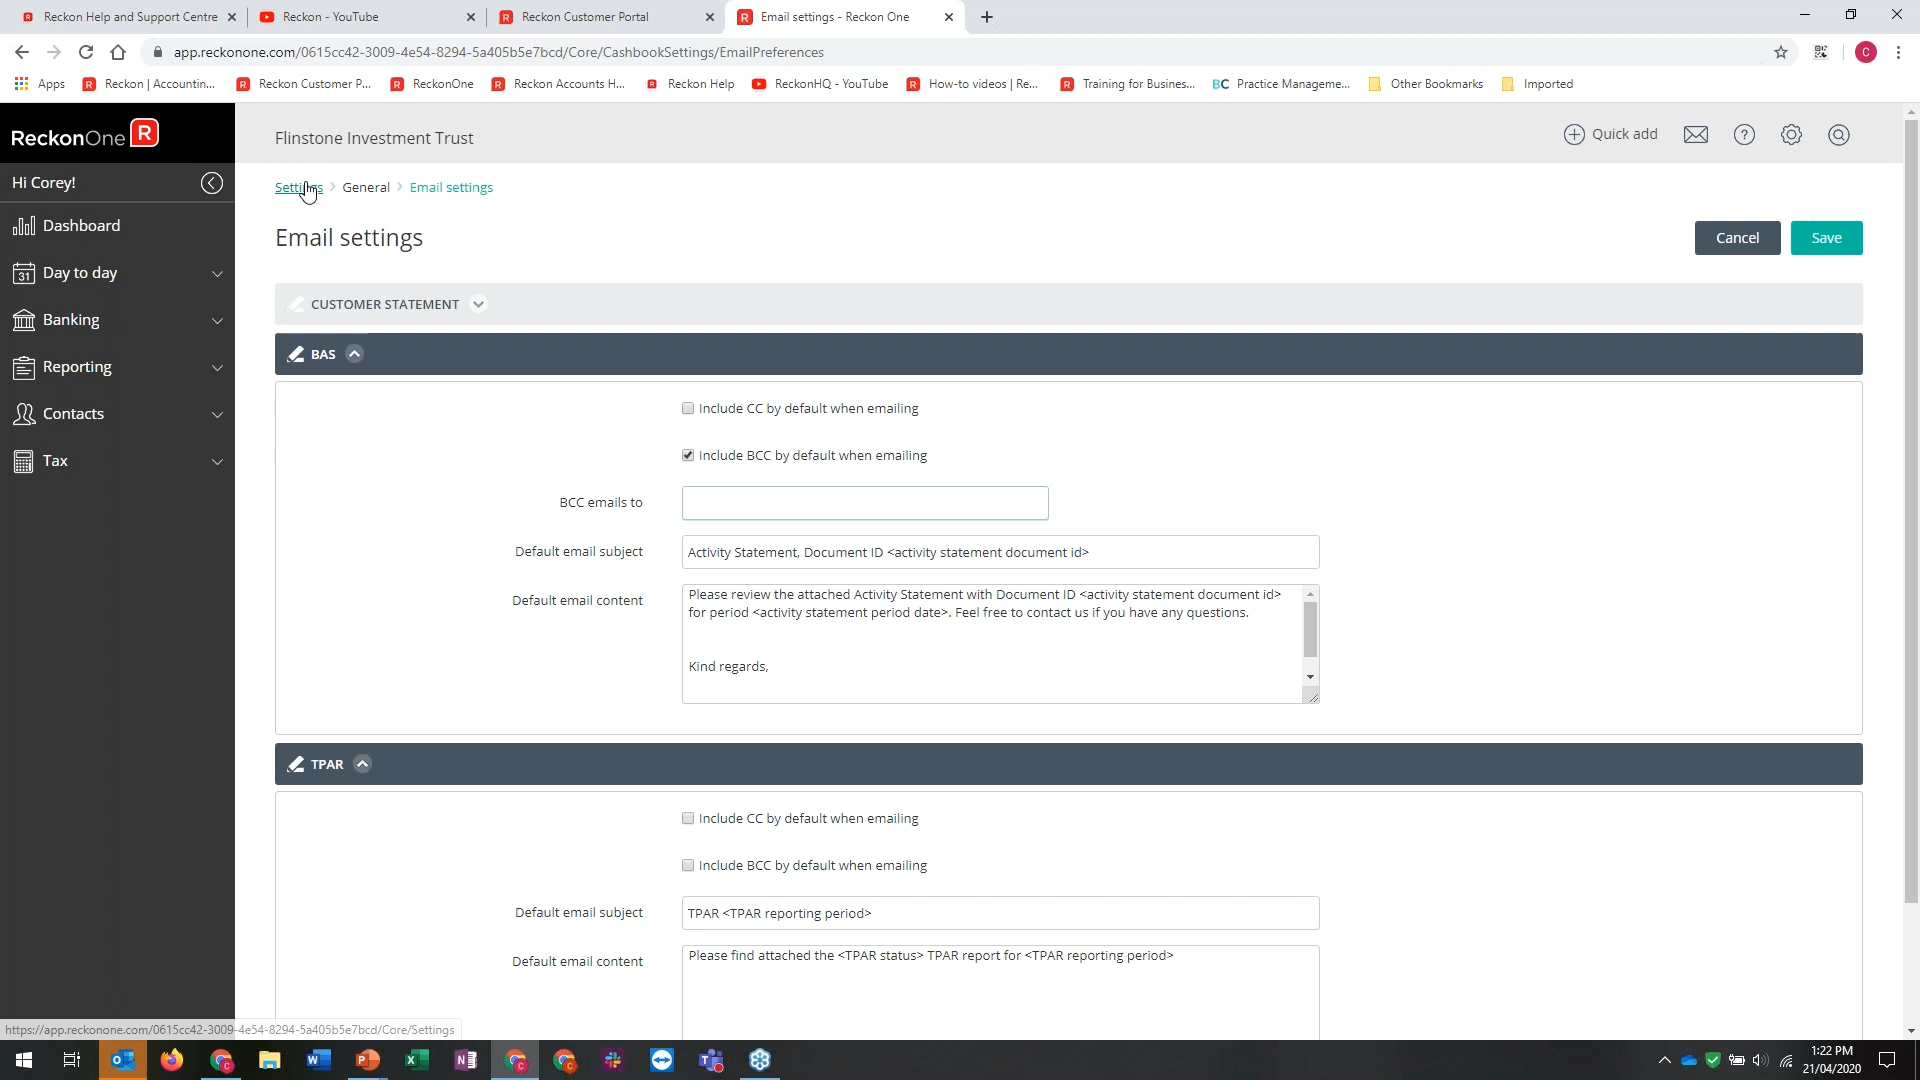 Reckon Help and Support Centre
Reckon - YouTube
Reckon Customer Portal
Email settings - Reckon One
app.reckonone.com/0615cc42-3009-4e54-8294-5a405b5e7bcd/Core/CashbookSettings/EmailPreferences
C
Apps
Reckon | Accountin...
Reckon Customer P...
ReckonOne
Reckon Accounts H...
Reckon Help
ReckonHQ - YouTube
How-to videos | Re...
Training for Busines...
BC Practice Manageme...
Other Bookmarks
Imported
ReckonOne R
Flinstone Investment Trust
Quick add
Hi Corey!
Settings > General > Email settings
Dashboard
Email settings
Cancel
Save
31 Day to day
Banking
Reporting
Contacts
Tax
CUSTOMER STATEMENT
BAS
Include CC by default when emailing
Include BCC by default when emailing
BCC emails to
Default email subject
Activity Statement, Document ID <activity statement document id>
Default email content
Please review the attached Activity Statement with Document ID <activity statement document id>
for period <activity statement period date>. Feel free to contact us if you have any questions.
Kind regards,
TPAR
Include CC by default when emailing
Include BCC by default when emailing
Default email subject
TPAR <TPAR reporting period>
Default email content
Please find attached the <TPAR status> TPAR report for <TPAR reporting period>
https://app.reckonone.com/0615cc42-3009-4e54-8294-5a405b5e7bcd/Core/Settings
1:22 PM
21/04/2020